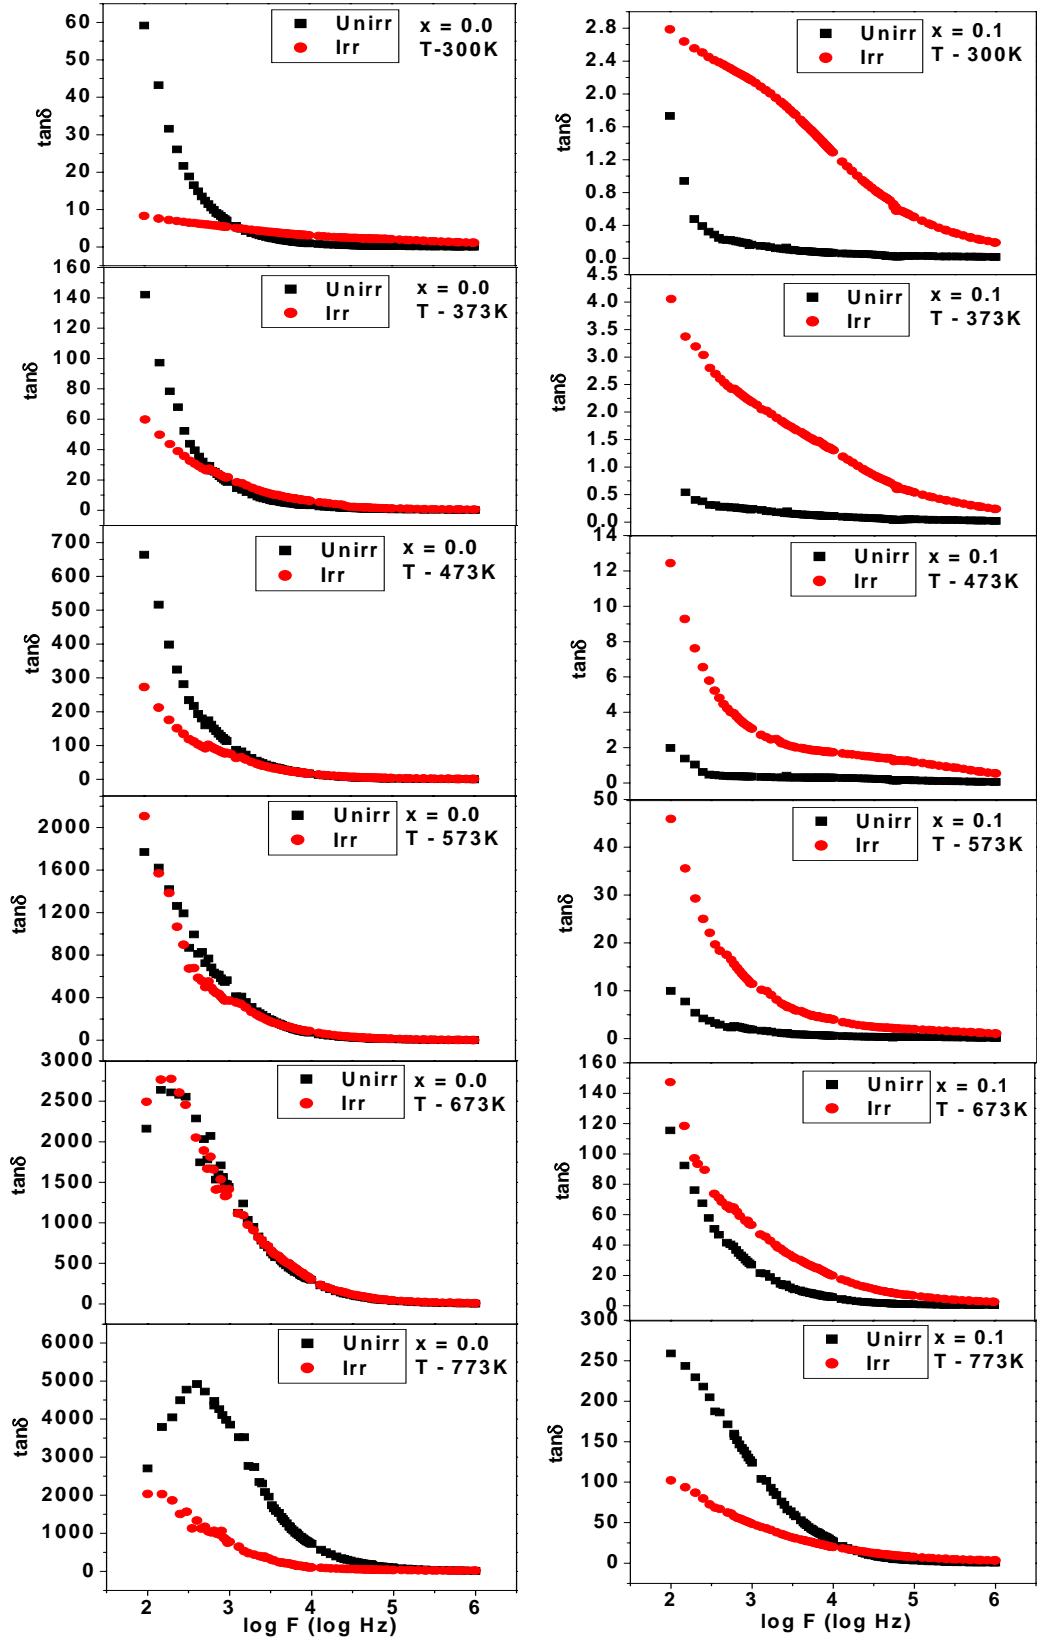 60
50
40
30
20
10
0
tanδ
Unirr
Irr
x = 0.0
T-300K
2.8
2.4
2.0
1.6
1.2
0.8
0.4
0.0
tanδ
Unirr
Irr
x = 0.1
T - 300K
160
140
120
100
80
60
40
20
0
tanδ
Unirr
Irr
x = 0.0
T - 373K
4.5
4.0
3.5
3.0
2.5
2.0
1.5
1.0
0.5
0.0
tanδ
Unirr
Irr
x = 0.1
T - 373K
700
600
500
400
300
200
100
0
tanδ
Unirr
Irr
x = 0.0
T - 473K
14
12
10
8
6
4
2
0
tanδ
Unirr
Irr
x = 0.1
T - 473K
2000
1600
1200
800
400
0
tanδ
Unirr
Irr
x = 0.0
T - 573K
50
40
30
20
10
0
tanδ
Unirr
Irr
x = 0.1
T - 573K
3000
2500
2000
1500
1000
500
0
tanδ
Unirr
Irr
x = 0.0
T - 673K
160
140
120
100
80
60
40
20
0
tanδ
Unirr
Irr
x = 0.1
T - 673K
6000
5000
4000
3000
2000
1000
0
tanδ
Unirr
Irr
x = 0.0
T - 773K
2 3 4 5 6
log F (log Hz)
300
250
200
150
100
50
0
tanδ
Unirr
Irr
x = 0.1
T - 773K
2 3 4 5 6
log F (log Hz)